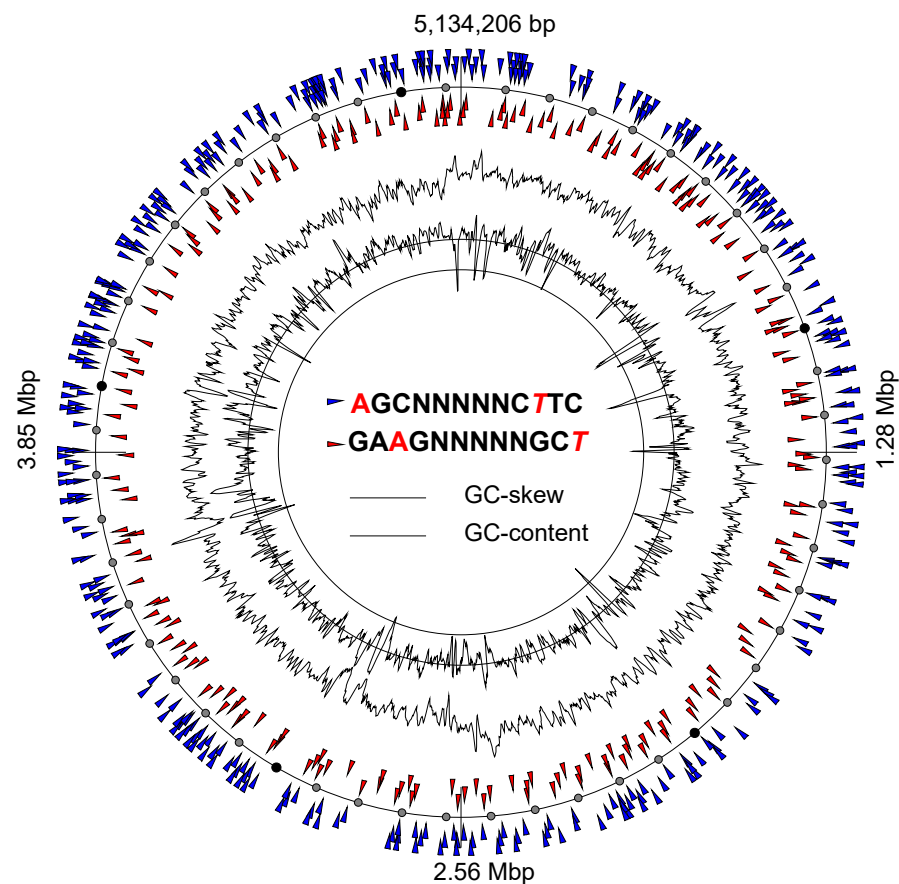 5,134,206 bp
3.85 Mbp
1.28 Mbp
AGCNNNNNCTTC
GAAGNNNNNGCT
GC-skew
GC-content
2.56 Mbp